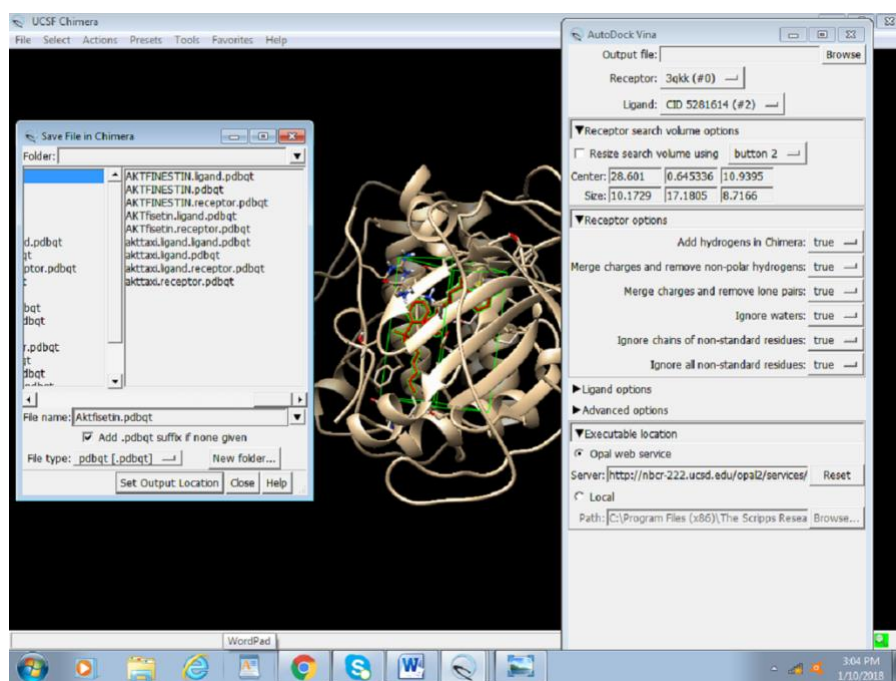 UCSF Chimera
File Select Actions Presets Tools Favorites Help
Save File in Chimera
Folder:
AKTFINESTIN.ligand.pdbqt
AKTFINESTIN.pdbqt
AKTFINESTIN.receptor.pdbqt
AKTfisetin.ligand.pdbqt
d.pdbqt AKTfisetin.receptor.pdbqt
qt akttaxi.ligand.ligand.pdbqt
ptor.pdbqt akttaxi.ligand.pdbqt
akttaxi.ligand.receptor.pdbqt
akttaxi.receptor.pdbqt
bqt
dbqt
r.pdbqt
qt
dbqt
File name: Aktfisetin.pdbqt
Add .pdbqt suffix if none given
File type: pdbqt [.pdbqt] New folder...
Set Output Location Close Help
AutoDock Vina
Output file: Browse
Receptor: 3qkk (#0)
Ligand: CID 5281614 (#2)
Receptor search volume options
Resize search volume using button 2
Center: 28.601 0.645336 10.9395
Size: 10.1729 17.1805 8.7166
Receptor options
Add hydrogens in Chimera: true
Merge charges and remove non-polar hydrogens: true
Merge charges and remove lone pairs: true
Ignore waters: true
Ignore chains of non-standard residues: true
Ignore all non-standard residues: true
Ligand options
Advanced options
Executable location
Opal web service
Server: http://nbcr-222.ucsd.edu/opal2/services/ Reset
Local
Path: C:\Program Files (x86)\The Scripps Resea Browse...
WordPad
3:04 PM
1/10/2018